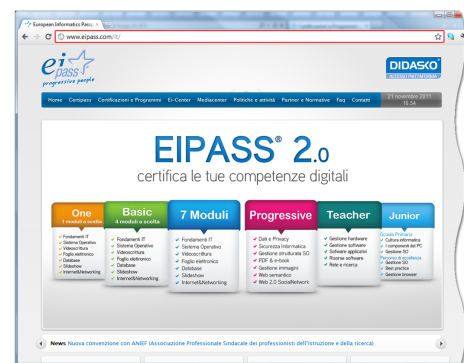 European Informatics Passp
www.eipass.com/it/
ei
pass
progressive people
DIDASKO
ACCESSO PIATTAFORMA
Home Certipass Certificazioni e Programmi Ei-Center Mediacenter Politiche e attività Partner e Normative Faq Contatti
21 novembre 2011
16.54
EIPASS® 2.0
certifica le tue competenze digitali
One
1 moduli a scelta
Fondamenti IT
Sistema Operativo
Videoscrittura
Foglio elettronico
Database
Slideshow
Internet&Networking
Basic
4 moduli a scelta
Fondamenti IT
Sistema Operativo
Videoscrittura
Foglio elettronico
Database
Slideshow
Internet&Networking
7 Moduli
Fondamenti IT
Sistema Operativo
Videoscrittura
Foglio elettronico
Database
Slideshow
Internet&Networking
Progressive
Dati e Privacy
Sicurezza Informatica
Gestione strutturata SO
PDF & e-book
Gestione immagini
Web semantico
Web 2.0 SocialNetwork
Teacher
Gestione hardware
Gestione software
Software applicativi
Risorse software
Rete e ricerca
Junior
Scuola Primaria
Cultura informatica
I componenti del PC
Gestione SO
Percorso di eccellenza
Gestione SO
Best practice
Gestione browser
News Nuova convenzione con ANIEF (Associazione Professionale Sindacale dei professionisti dell'istruzione e della ricerca)